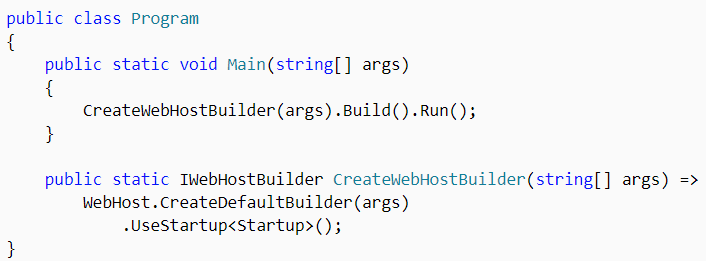 public class Program
{
    public static void Main(string[] args)
    {
        CreateWebHostBuilder(args).Build().Run();
    }

    public static IWebHostBuilder CreateWebHostBuilder(string[] args) =>
        WebHost.CreateDefaultBuilder(args)
            .UseStartup<Startup>();
}